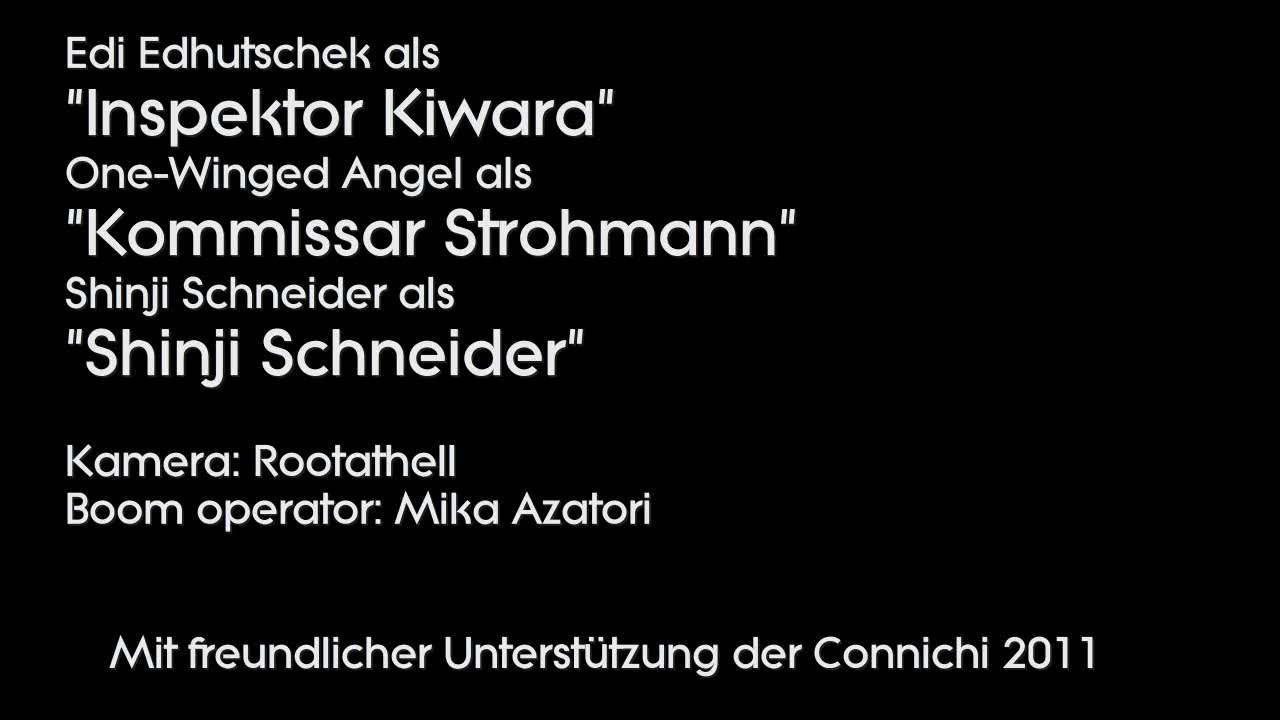 Edi Edhutschek als
"Inspektor Kiwara"
One-Winged Angel als
"Kommissar Strohmann"
Shinji Schneider als
"Shinji Schneider"
Kamera: Rootathell
Boom operator: Mika Azatori
Mit freundlicher Unterstützung der Connichi 2011